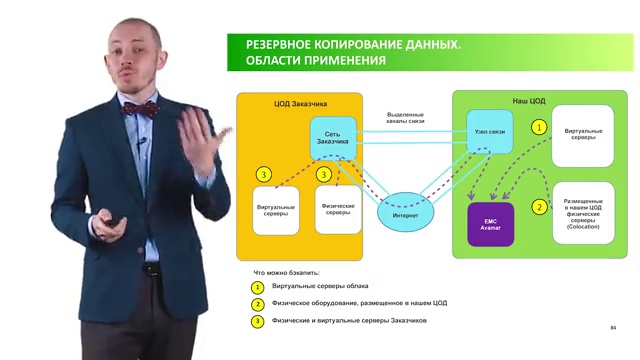 РЕЗЕРВНОЕ КОПИРОВАНИЕ ДАННЫХ.
ОБЛАСТИ ПРИМЕНЕНИЯ
ЦОД Заказчика
Выделенные
каналы связи
Наш ЦОД
Сеть
Заказчика
Узел связи
1
Виртуальные
серверы
3
3
Виртуальные
серверы
Физические
серверы
Интернет
EMC
Avamar
2
Размещенные
в нашем ЦОД
физические
серверы
(Colocation)
Что можно бэкапить:
1 Виртуальные серверы облака
2 Физическое оборудование, размещенное в нашем ЦОД
3 Физические и виртуальные серверы Заказчиков
84